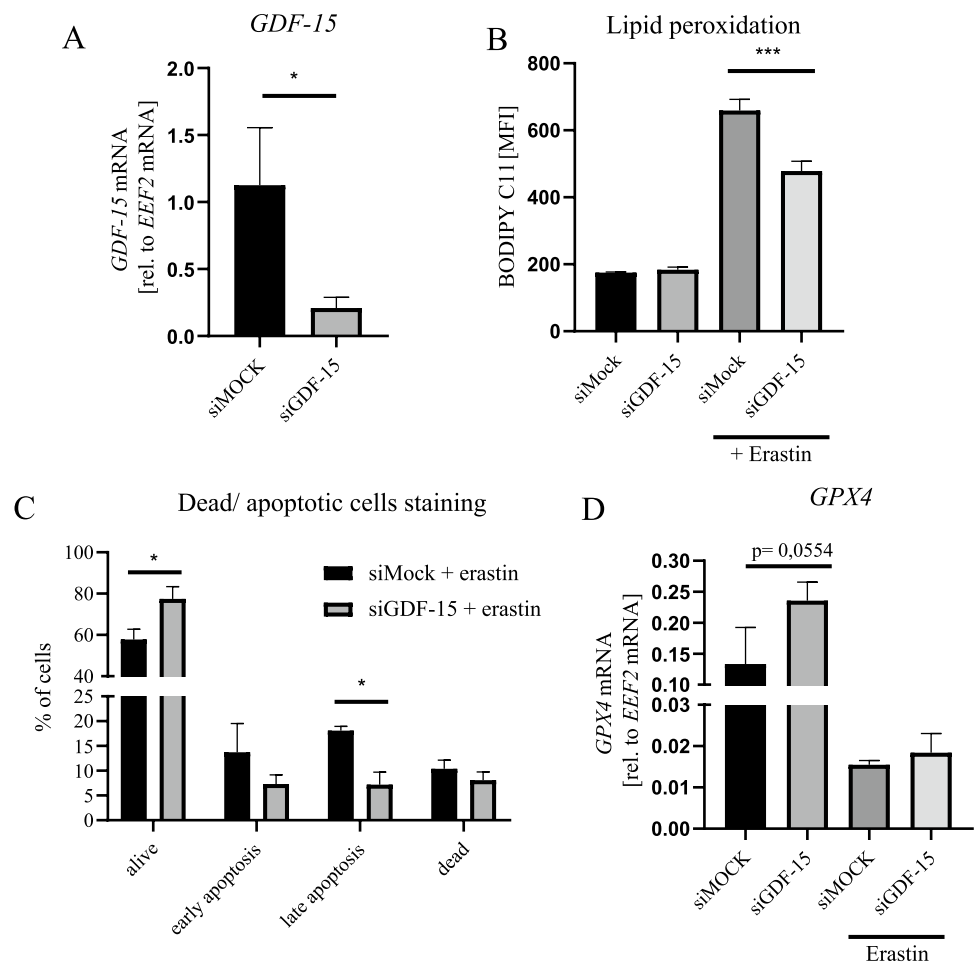 A
GDF-15
GDF-15 mRNA
[rel. to EEF2 mRNA]
2.0
1.5
1.0
0.5
0.0
*
siMOCK
siGDF-15
B
Lipid peroxidation
BODIPY C11 [MFI]
800
600
400
200
0
***
siMock
siGDF-15
siMock
siGDF-15
+ Erastin
C
Dead/ apoptotic cells staining
% of cells
100
80
60
40
25
20
15
10
5
0
*
*
siMock + erastin
siGDF-15 + erastin
alive
early apoptosis
late apoptosis
dead
D
GPX4
GPX4 mRNA
[rel. to EEF2 mRNA]
p= 0,0554
0.30
0.25
0.20
0.15
0.10
0.03
0.02
0.01
0.00
siMOCK
siGDF-15
siMOCK
siGDF-15
Erastin